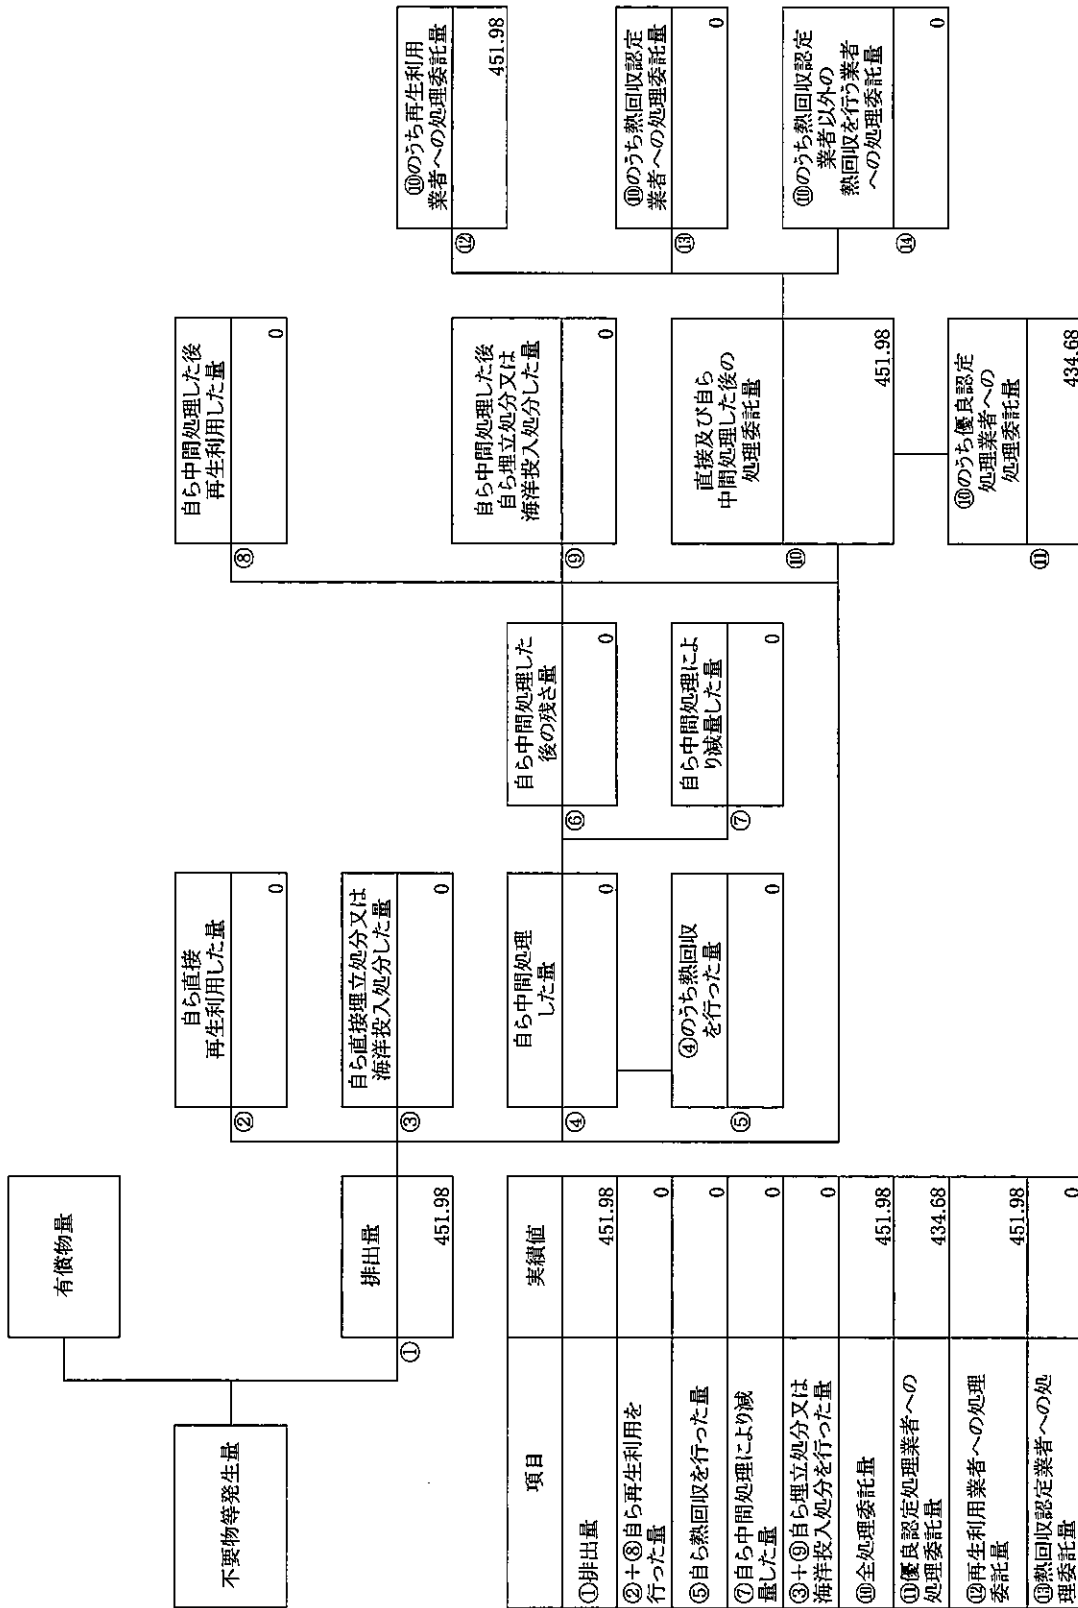 不要物等発生量
有償物量
①
排出量
451.98
②
自ら直接
再生利用した量
0
③
自ら直接埋立処分又は
海洋投入処分した量
0
④
自ら中間処理
した量
0
⑤
④のうち熱回収
を行った量
0
⑥
自ら中間処理した
後の残さ量
0
⑦
自ら中間処理によ
り減量した量
0
⑧
自ら中間処理した後
再生利用した量
0
⑨
自ら中間処理した後
自ら埋立処分又は
海洋投入処分した量
0
⑩
直接及び自ら
中間処理した後の
処理委託量
451.98
⑪
⑩のうち優良認定
処理業者への
処理委託量
434.68
⑫
⑩のうち再生利用
業者への処理委託量
451.98
⑬
⑩のうち熱回収認定
業者への処理委託量
0
⑭
⑩のうち熱回収認定
業者以外の
熱回収を行う業者
への処理委託量
0
項目
実績値
①排出量
451.98
②+⑧自ら再生利用を
行った量
0
⑤自ら熱回収を行った量
0
⑦自ら中間処理により減
量した量
0
③+⑨自ら埋立処分又は
海洋投入処分を行った量
0
⑩全処理委託量
451.98
⑪優良認定処理業者への
処理委託量
434.68
⑫再生利用業者への処理
委託量
451.98
⑬熱回収認定業者への処
理委託量
0